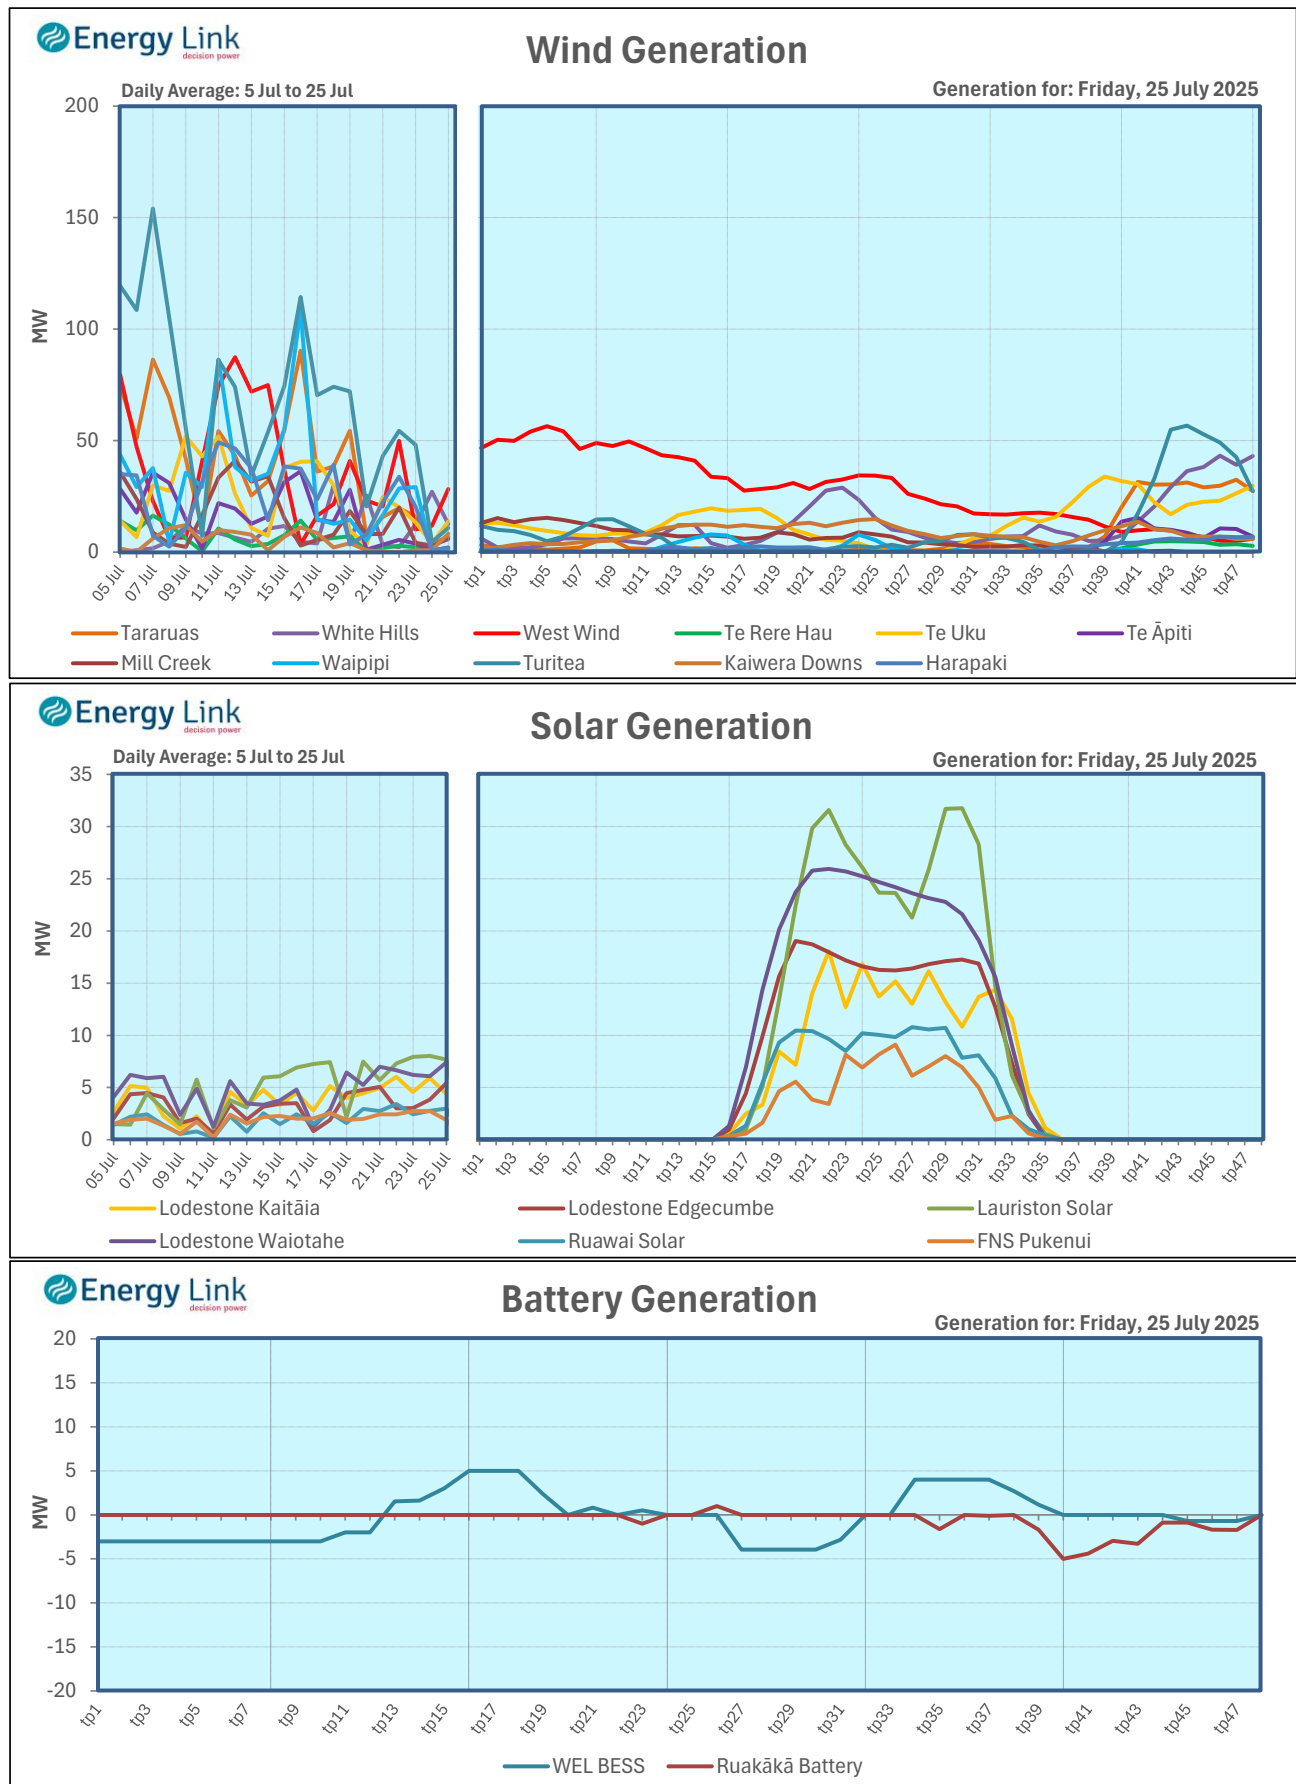 Energy Link
decision power
Wind Generation
Daily Average: 5 Jul to 25 Jul
Generation for: Friday, 25 July 2025
200
150
100
50
0
MW
05 Jul 07 Jul 09 Jul 11 Jul 13 Jul 15 Jul 17 Jul 19 Jul 21 Jul 23 Jul 25 Jul
tp1 tp3 tp5 tp7 tp9 tp11 tp13 tp15 tp17 tp19 tp21 tp23 tp25 tp27 tp29 tp31 tp33 tp35 tp37 tp39 tp41 tp43 tp45 tp47
Tararuas White Hills West Wind Te Rere Hau Te Uku Te Āpiti
Mill Creek Waipipi Turitea Kaiwera Downs Harapaki
Energy Link
decision power
Solar Generation
Daily Average: 5 Jul to 25 Jul
Generation for: Friday, 25 July 2025
35
30
25
20
15
10
5
0
MW
05 Jul 07 Jul 09 Jul 11 Jul 13 Jul 15 Jul 17 Jul 19 Jul 21 Jul 23 Jul 25 Jul
tp1 tp3 tp5 tp7 tp9 tp11 tp13 tp15 tp17 tp19 tp21 tp23 tp25 tp27 tp29 tp31 tp33 tp35 tp37 tp39 tp41 tp43 tp45 tp47
Lodestone Kaitāia Lodestone Edgecumbe Lauriston Solar
Lodestone Waiotahe Ruawai Solar FNS Pukenui
Energy Link
decision power
Battery Generation
Generation for: Friday, 25 July 2025
20
15
10
5
0
-5
-10
-15
-20
MW
tp1 tp3 tp5 tp7 tp9 tp11 tp13 tp15 tp17 tp19 tp21 tp23 tp25 tp27 tp29 tp31 tp33 tp35 tp37 tp39 tp41 tp43 tp45 tp47
WEL BESS Ruakākā Battery